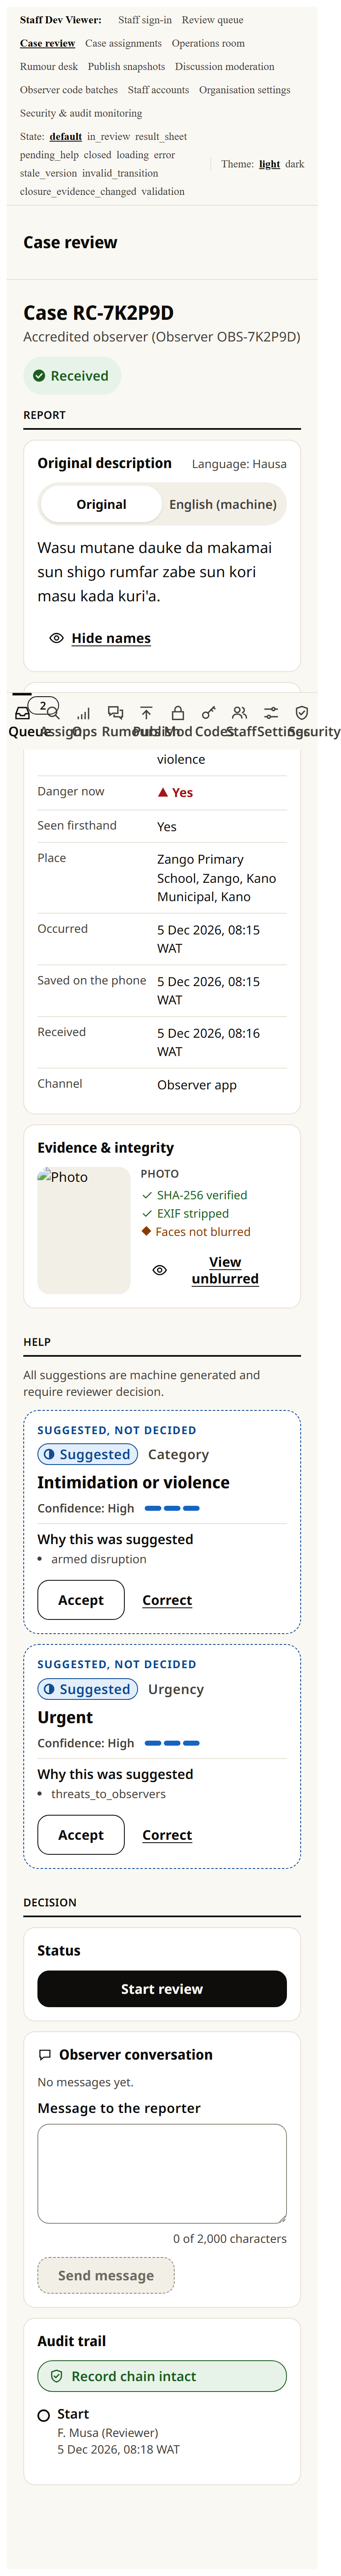 Staff Dev Viewer: Staff sign-in Review queue
Case review Case assignments Operations room
Rumour desk Publish snapshots Discussion moderation
Observer code batches Staff accounts Organisation settings
Security & audit monitoring
State: default in_review result_sheet
pending_help closed loading error
stale_version invalid_transition
closure_evidence_changed validation
Theme: light dark
Case review
Case RC-7K2P9D
Accredited observer (Observer OBS-7K2P9D)
Received
REPORT
Original description Language: Hausa
Original English (machine)
Wasu mutane dauke da makamai
sun shigo rumfar zabe sun kori
masu kada kuri'a.
Hide names
2
Queue Assign Ops Rumours Publish Mod Codes Staff Settings Security
violence
Danger now Yes
Seen firsthand Yes
Place Zango Primary
School, Zango, Kano
Municipal, Kano
Occurred 5 Dec 2026, 08:15
WAT
Saved on the phone 5 Dec 2026, 08:15
WAT
Received 5 Dec 2026, 08:16
WAT
Channel Observer app
Evidence & integrity
Photo
PHOTO
SHA-256 verified
EXIF stripped
Faces not blurred
View
unblurred
HELP
All suggestions are machine generated and
require reviewer decision.
SUGGESTED, NOT DECIDED
Suggested Category
Intimidation or violence
Confidence: High
Why this was suggested
armed disruption
Accept Correct
SUGGESTED, NOT DECIDED
Suggested Urgency
Urgent
Confidence: High
Why this was suggested
threats_to_observers
Accept Correct
DECISION
Status
Start review
Observer conversation
No messages yet.
Message to the reporter
0 of 2,000 characters
Send message
Audit trail
Record chain intact
Start
F. Musa (Reviewer)
5 Dec 2026, 08:18 WAT